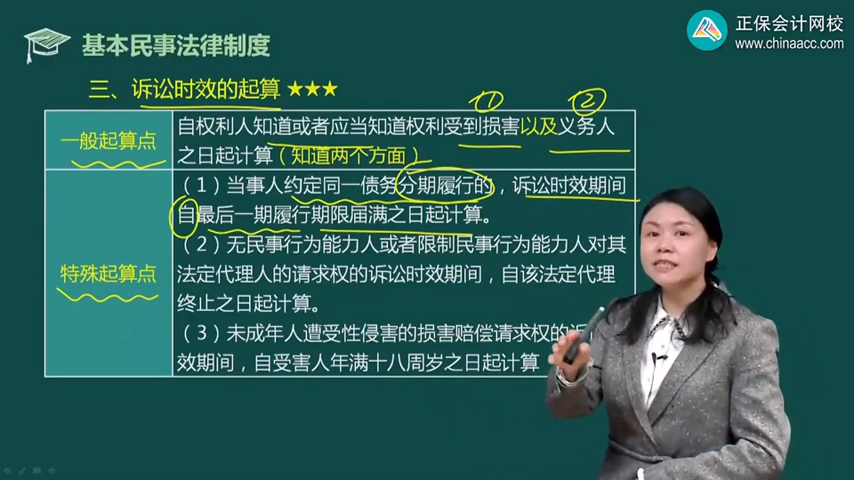 基本民事法律制度
正保会计网校
www.chinaacc.com
三、诉讼时效的起算 ★★★
① ②
一般起算点
自权利人知道或者应当知道权利受到损害以及义务人
之日起计算（知道两个方面）
特殊起算点
（1）当事人约定同一债务分期履行的，诉讼时效期间
自最后一期履行期限届满之日起计算。
（2）无民事行为能力人或者限制民事行为能力人对其
法定代理人的请求权的诉讼时效期间，自该法定代理
终止之日起计算。
（3）未成年人遭受性侵害的损害赔偿请求权的诉
效期间，自受害人年满十八周岁之日起计算